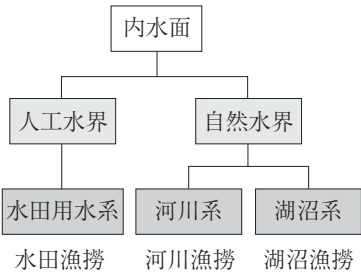 内水面
人工水界
自然水界
水田用水系
河川系
湖沼系
水田漁撈
河川漁撈
湖沼漁撈